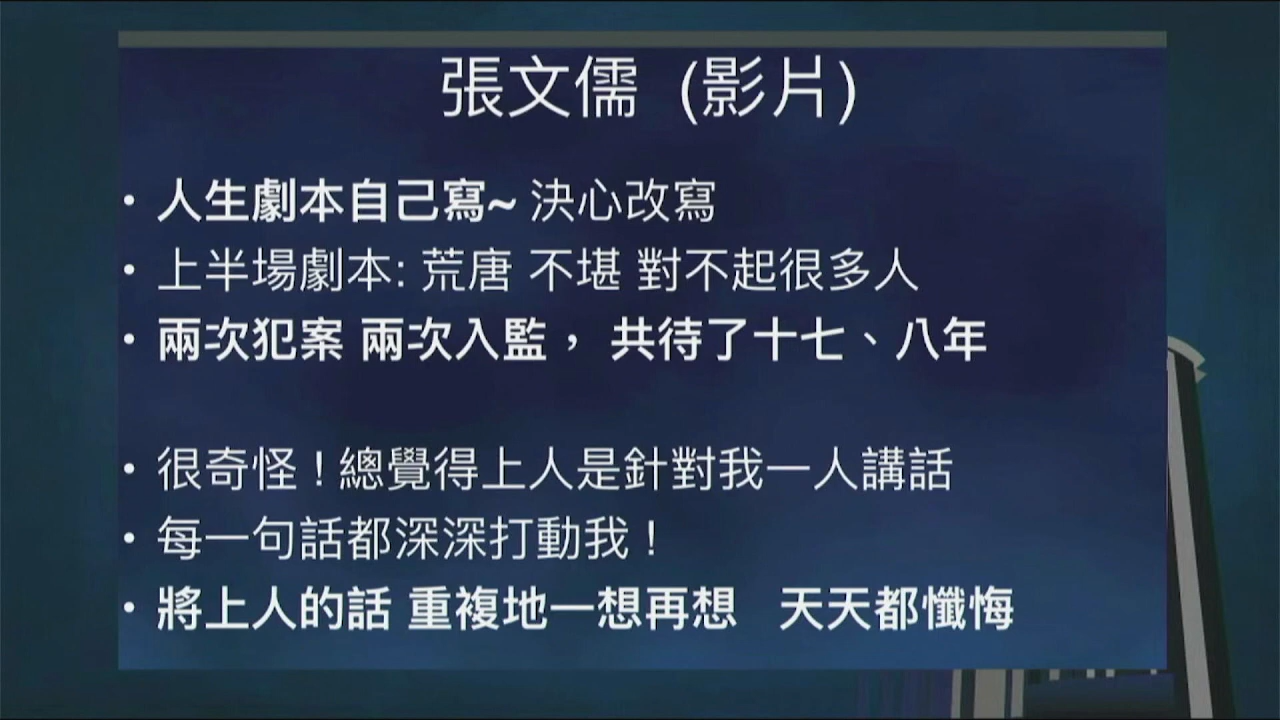 張文儒 (影片)
• 人生劇本自己寫~ 決心改寫
• 上半場劇本: 荒唐 不堪 對不起很多人
• 兩次犯案 兩次入監， 共待了十七、八年
• 很奇怪！總覺得上人是針對我一人講話
• 每一句話都深深打動我！
• 將上人的話 重複地一想再想 天天都懺悔